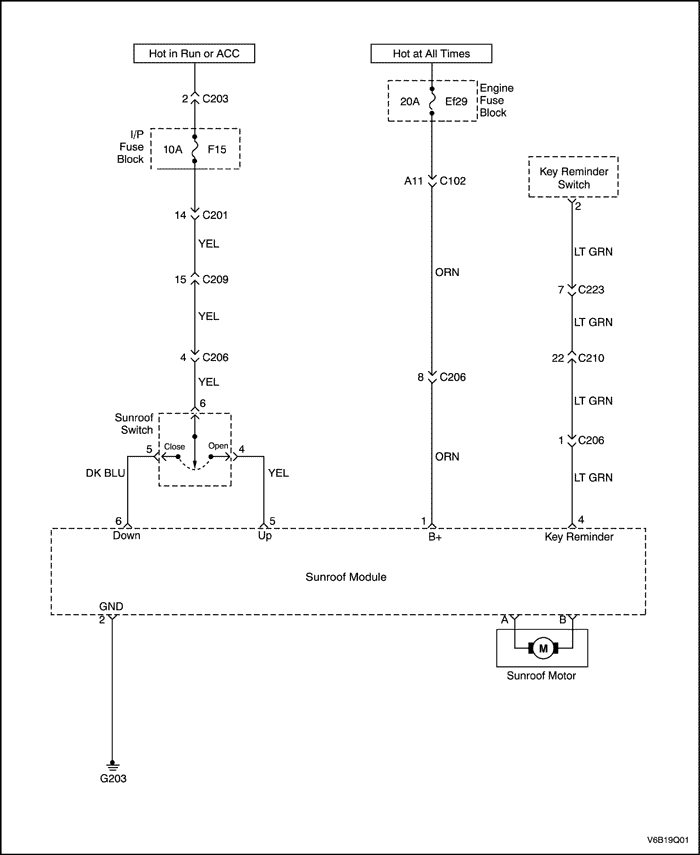 Hot in Run or ACC
Hot at All Times
2 C203
20A Ef29
Engine
Fuse
Block
I/P
Fuse
Block
10A F15
A11 C102
Key Reminder
Switch
2
14 C201
YEL
LT GRN
ORN
15 C209
7 C223
YEL
LT GRN
4 C206
22 C210
YEL
8 C206
LT GRN
6
Sunroof
Switch
5 Close Open 4
1 C206
DK BLU
YEL
ORN
LT GRN
6 5 1 4
Down Up B+ Key Reminder
Sunroof Module
GND
2
A B
M
Sunroof Motor
G203
V6B19Q01